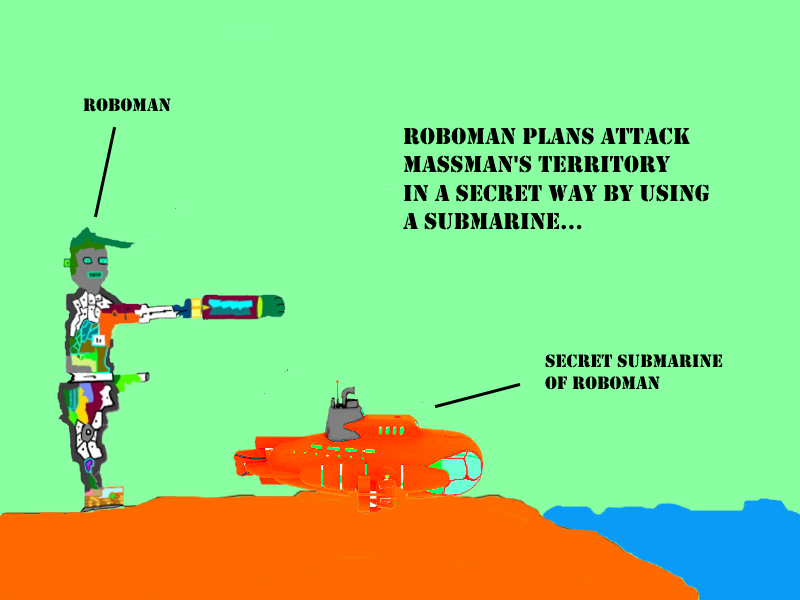 ROBOMAN
ROBOMAN PLANS ATTACK
MASSMAN'S TERRITORY
IN A SECRET WAY BY USING
A SUBMARINE...
SECRET SUBMARINE
OF ROBOMAN